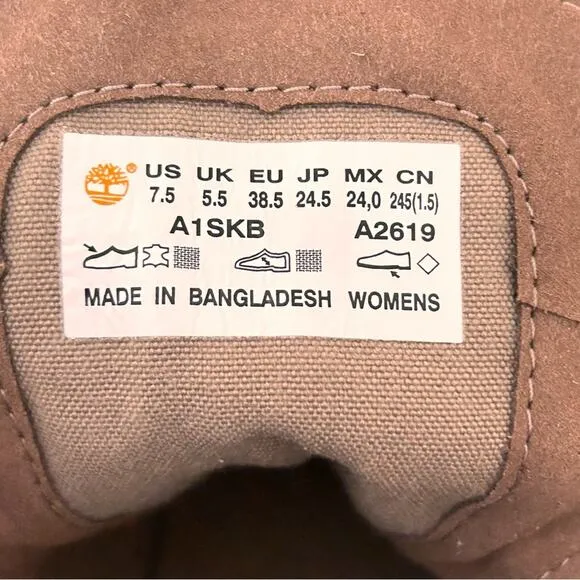 ® US UK EU JP MX CN
7.5 5.5 38.5 24.5 24,0 245(1.5)
A1SKB A2619
MADE IN BANGLADESH WOMENS